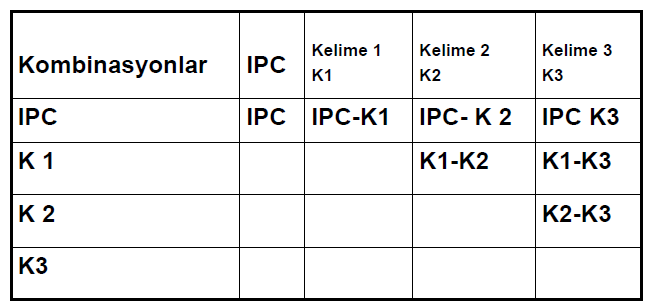 Kombinasyonlar IPC Kelime 1 K1 Kelime 2 K2 Kelime 3 K3
IPC IPC IPC-K1 IPC- K 2 IPC K3
K 1 K1-K2 K1-K3
K 2 K2-K3
K3